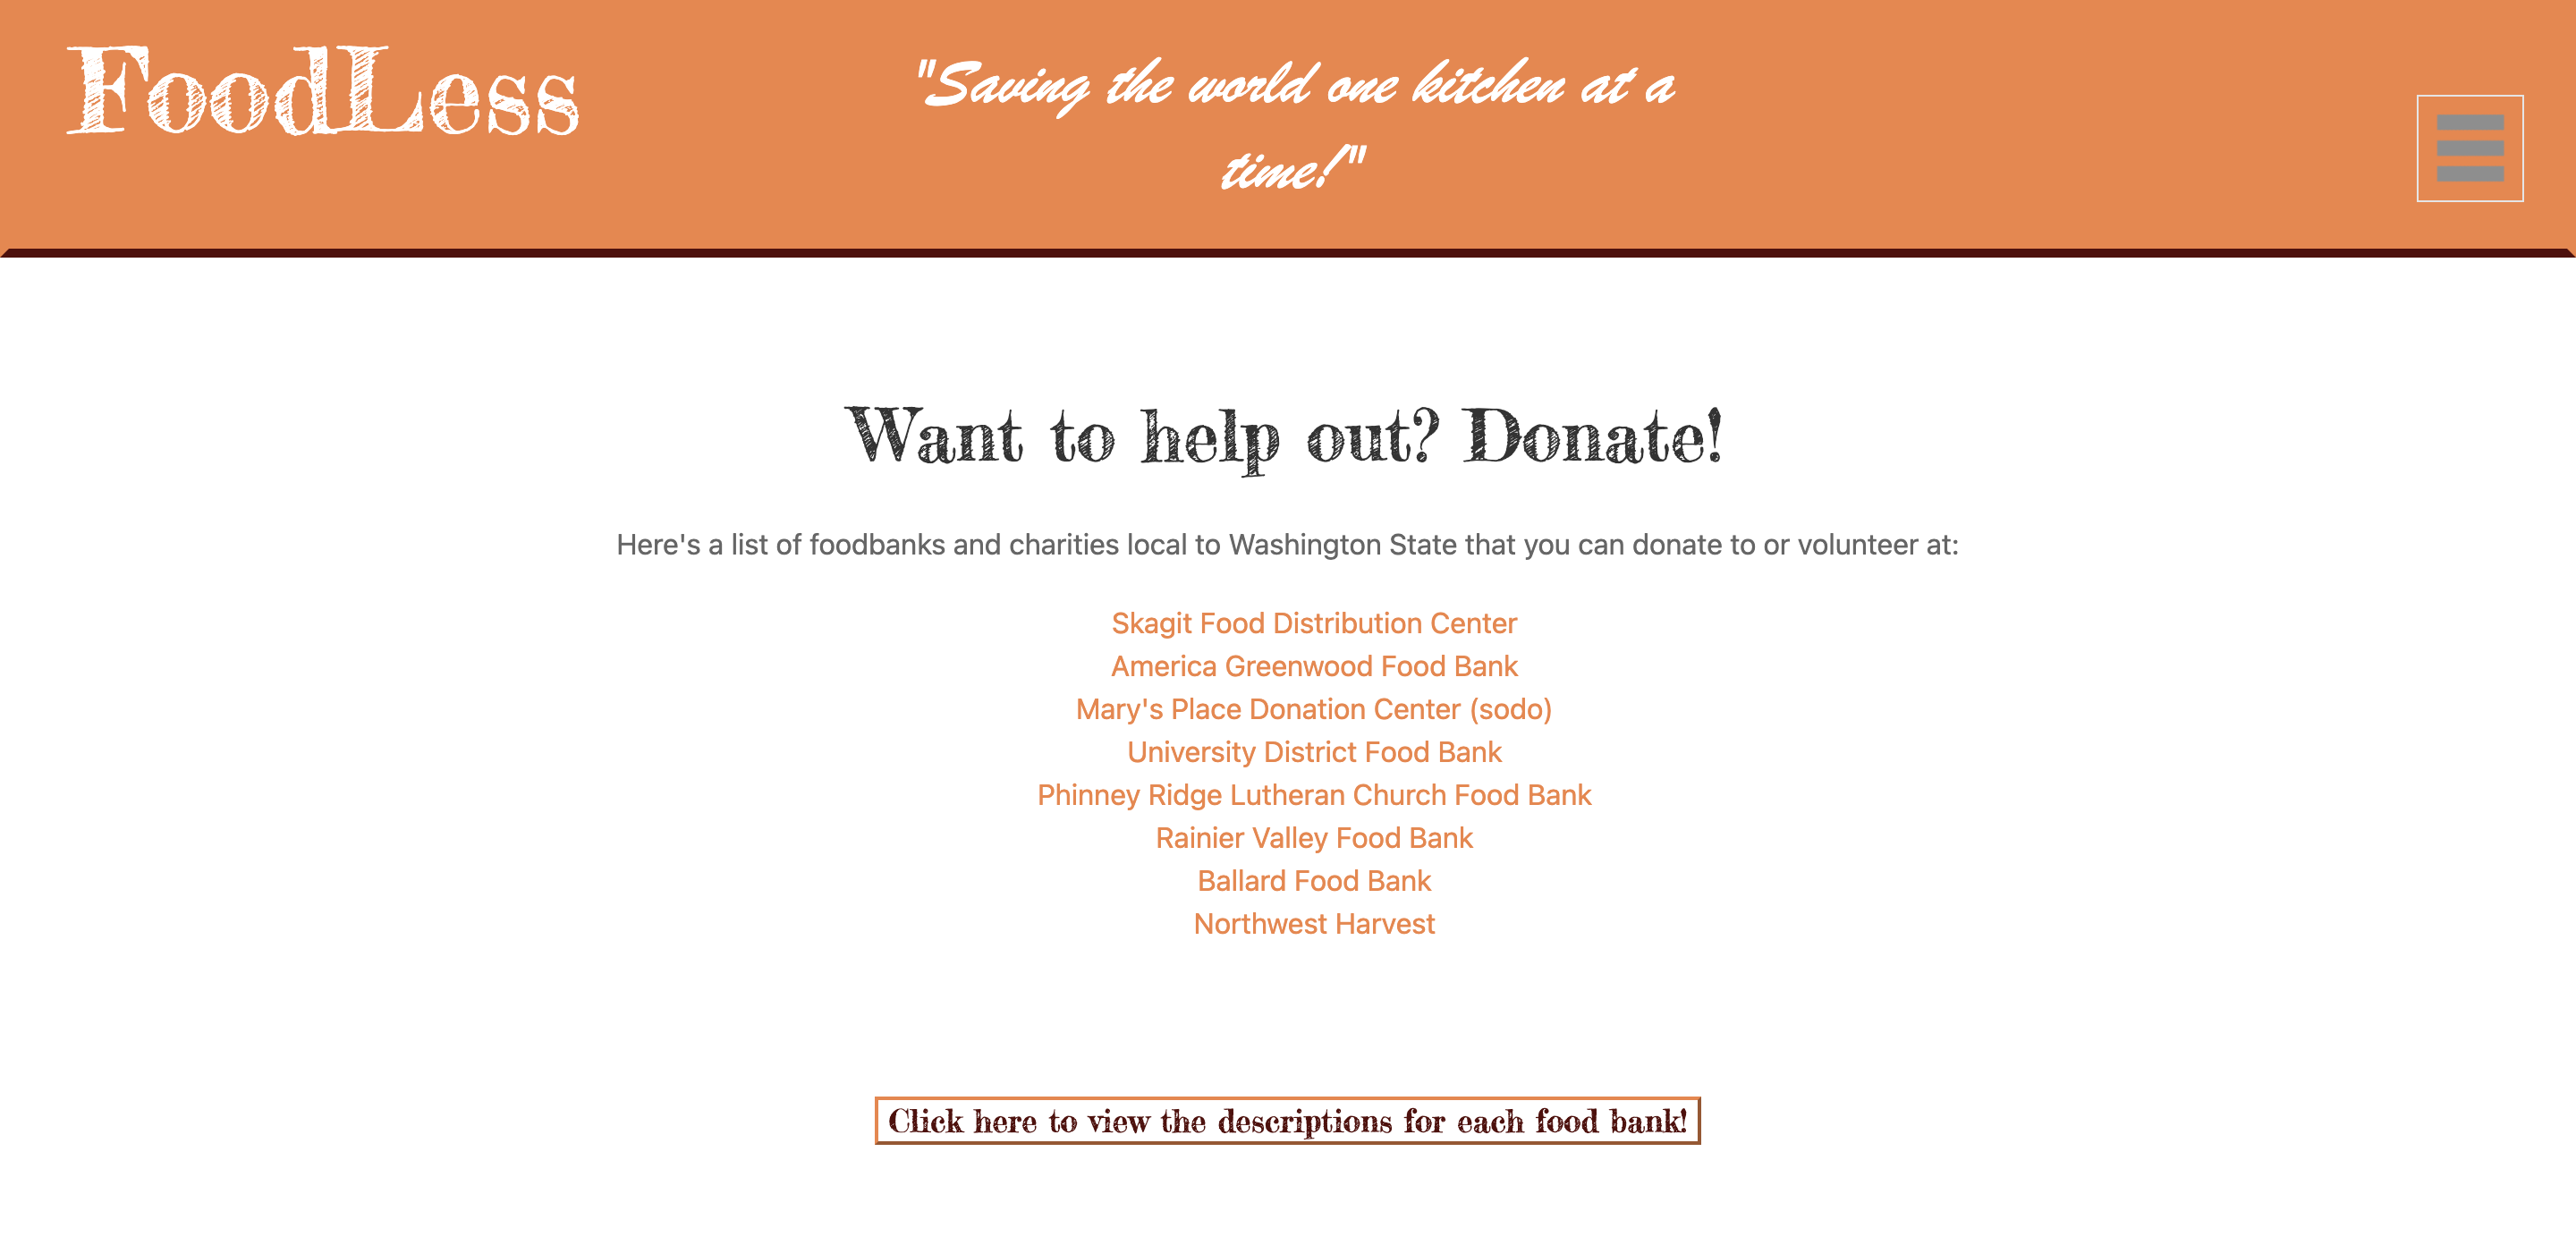 FoodLess
"Saving the world one kitchen at a
time!"
Want to help out? Donate!
Here's a list of foodbanks and charities local to Washington State that you can donate to or volunteer at:
Skagit Food Distribution Center
America Greenwood Food Bank
Mary's Place Donation Center (sodo)
University District Food Bank
Phinney Ridge Lutheran Church Food Bank
Rainier Valley Food Bank
Ballard Food Bank
Northwest Harvest
Click here to view the descriptions for each food bank!